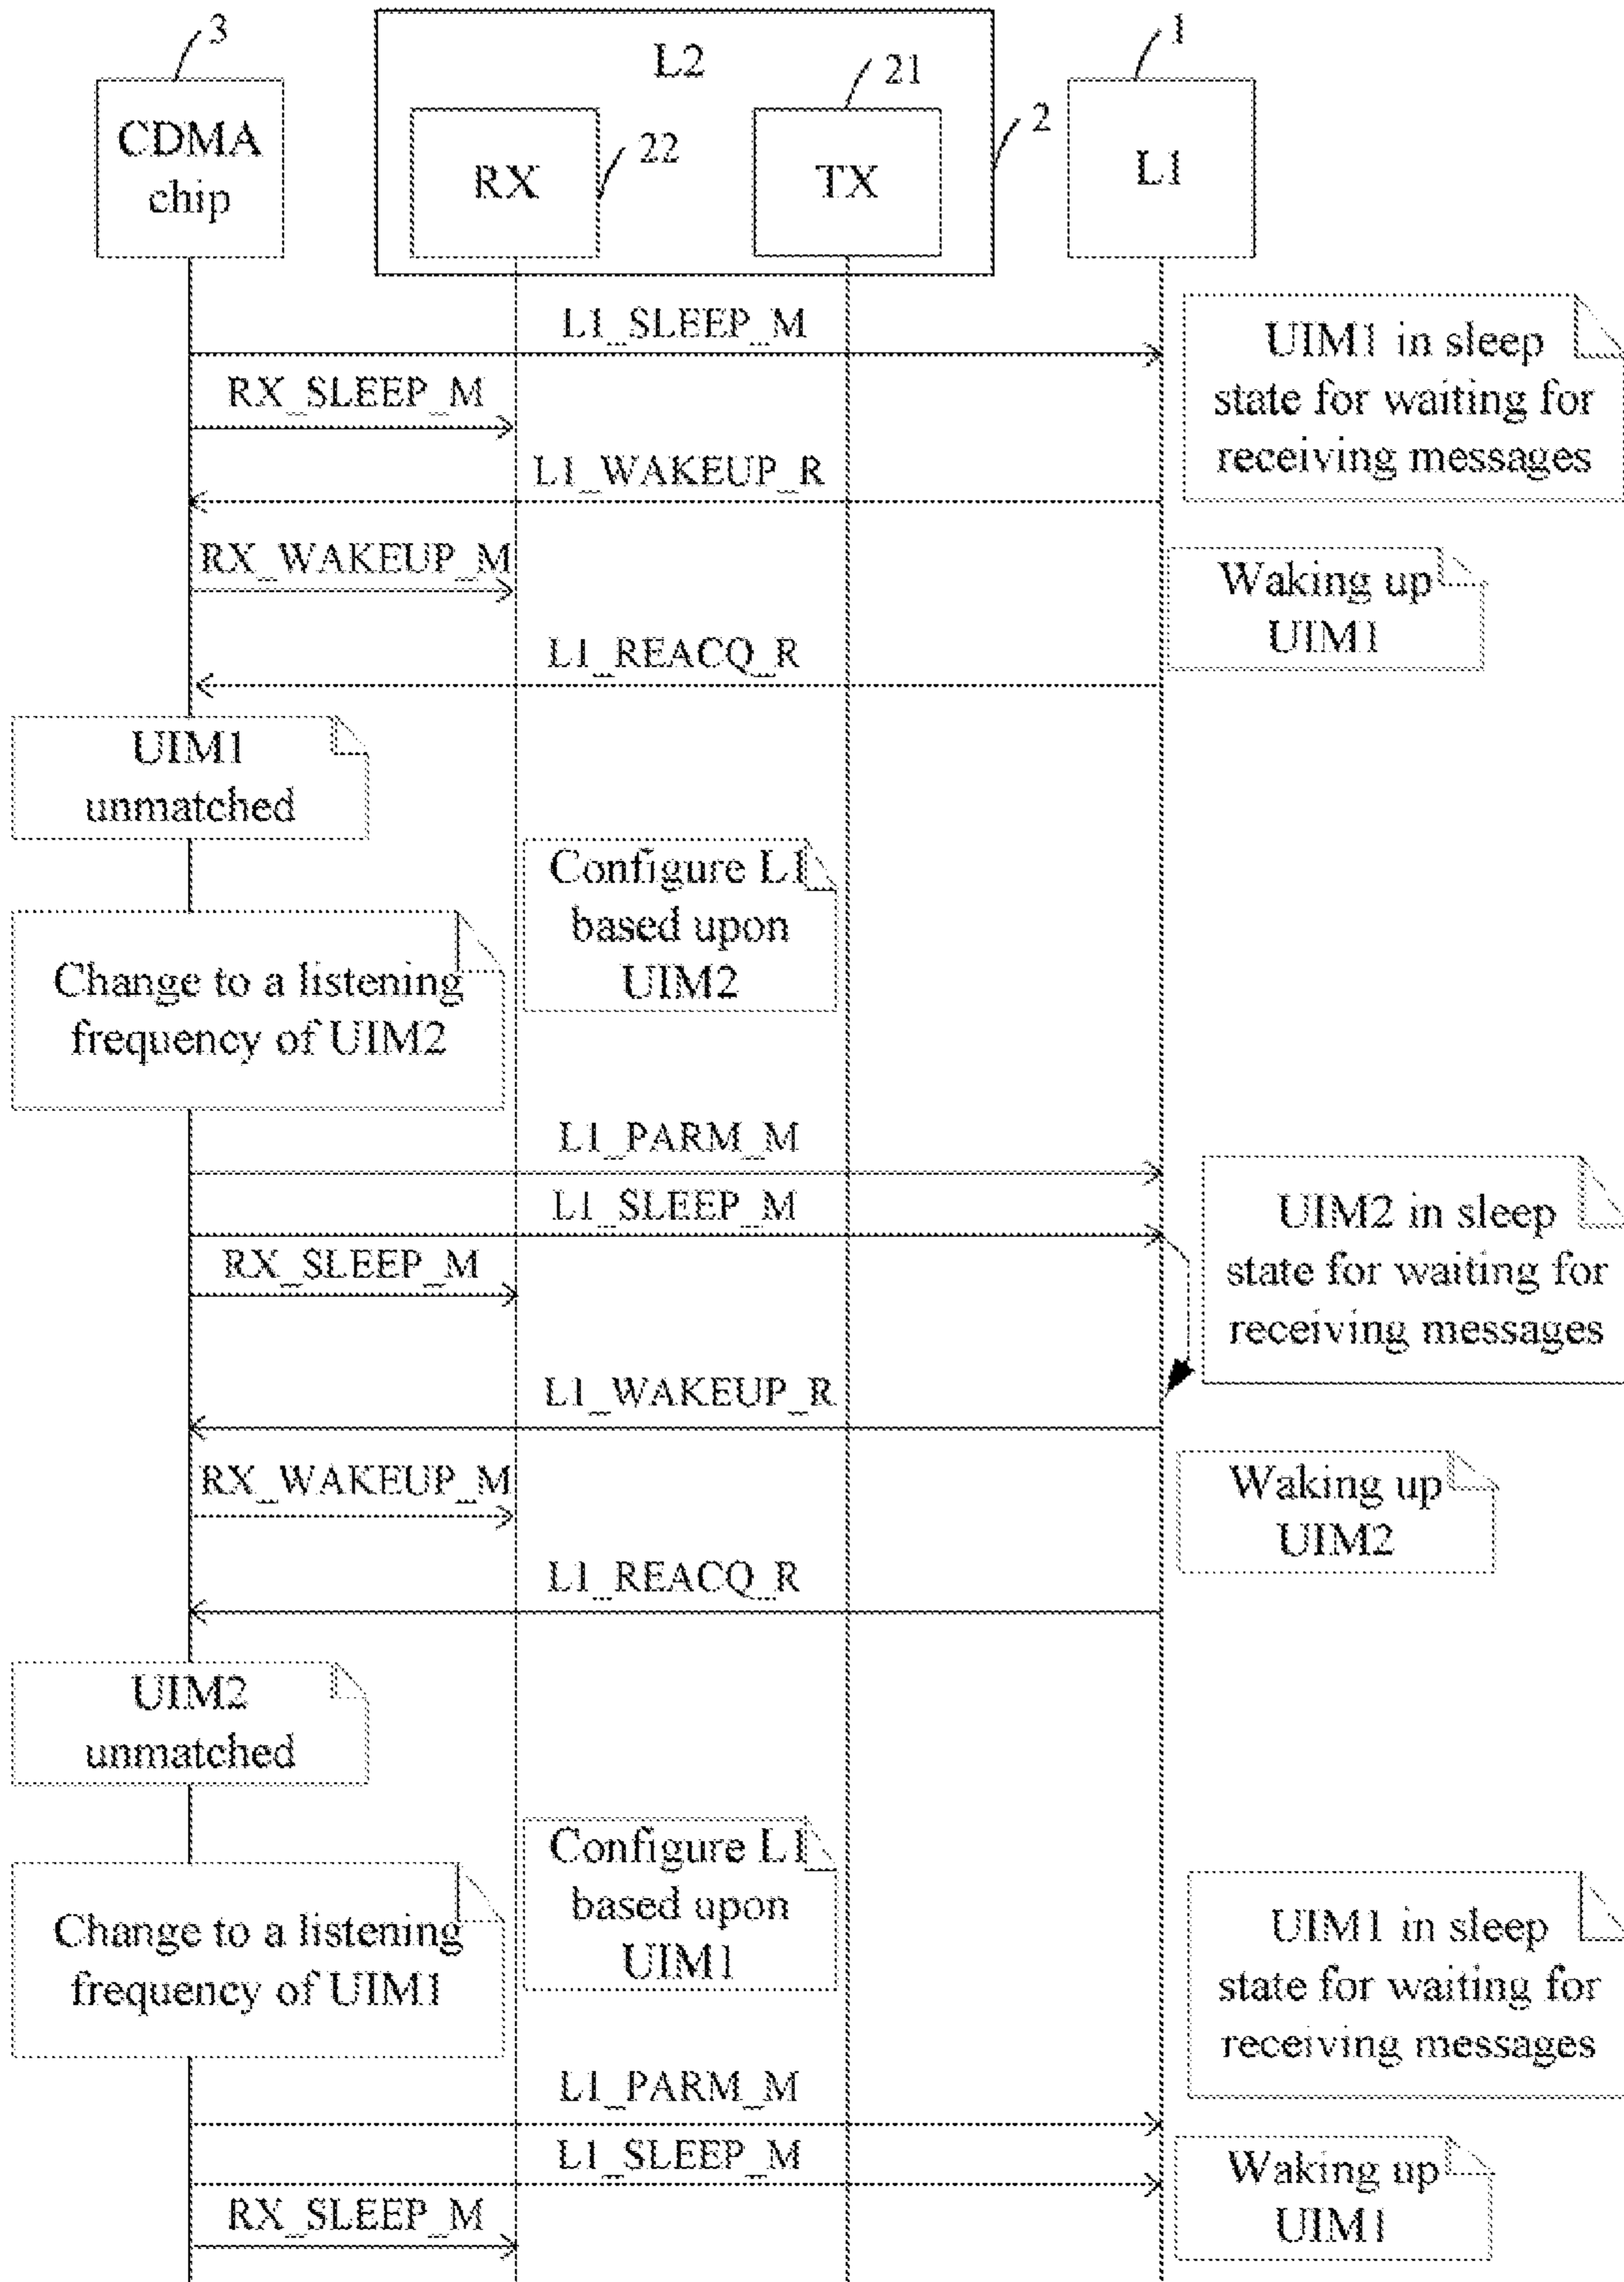 3
L2
21
1
CDMA
chip
RX
22
TX
2
L1
L1_SLEEP_M
UIM1 in sleep
state for waiting for
receiving messages
RX_SLEEP_M
L1_WAKEUP_R
RX_WAKEUP_M
Waking up
UIM1
L1_REACQ_R
UIM1
unmatched
Configure L1
based upon
UIM2
Change to a listening
frequency of UIM2
L1_PARM_M
L1_SLEEP_M
UIM2 in sleep
state for waiting for
receiving messages
RX_SLEEP_M
L1_WAKEUP_R
RX_WAKEUP_M
Waking up
UIM2
L1_REACQ_R
UIM2
unmatched
Configure L1
based upon
UIM1
Change to a listening
frequency of UIM1
UIM1 in sleep
state for waiting for
receiving messages
L1_PARM_M
L1_SLEEP_M
Waking up
UIM1
RX_SLEEP_M